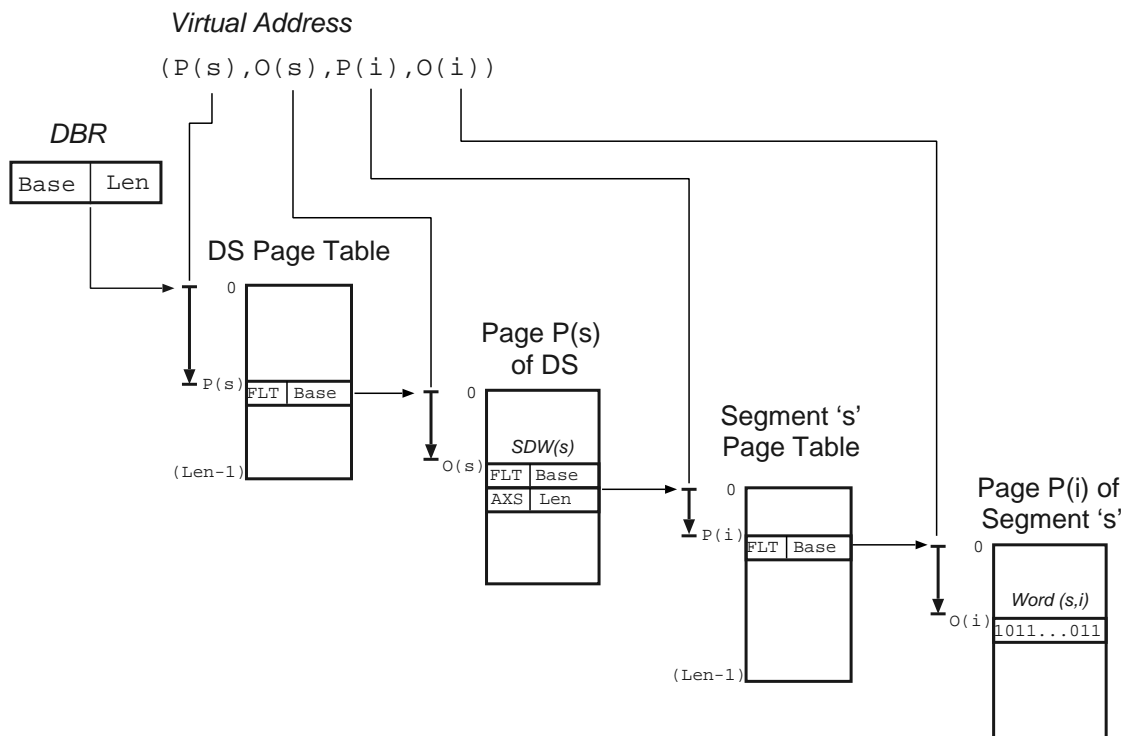 Virtual Address
(P(s),O(s),P(i),O(i))
DBR
Base Len
DS Page Table
0
P(s)
FLT Base
(Len-1)
Page P(s)
of DS
0
SDW(s)
O(s)
FLT Base
AXS Len
Segment ‘s’
Page Table
0
P(i)
FLT Base
(Len-1)
Page P(i) of
Segment ‘s’
0
Word (s,i)
O(i)
1011...011